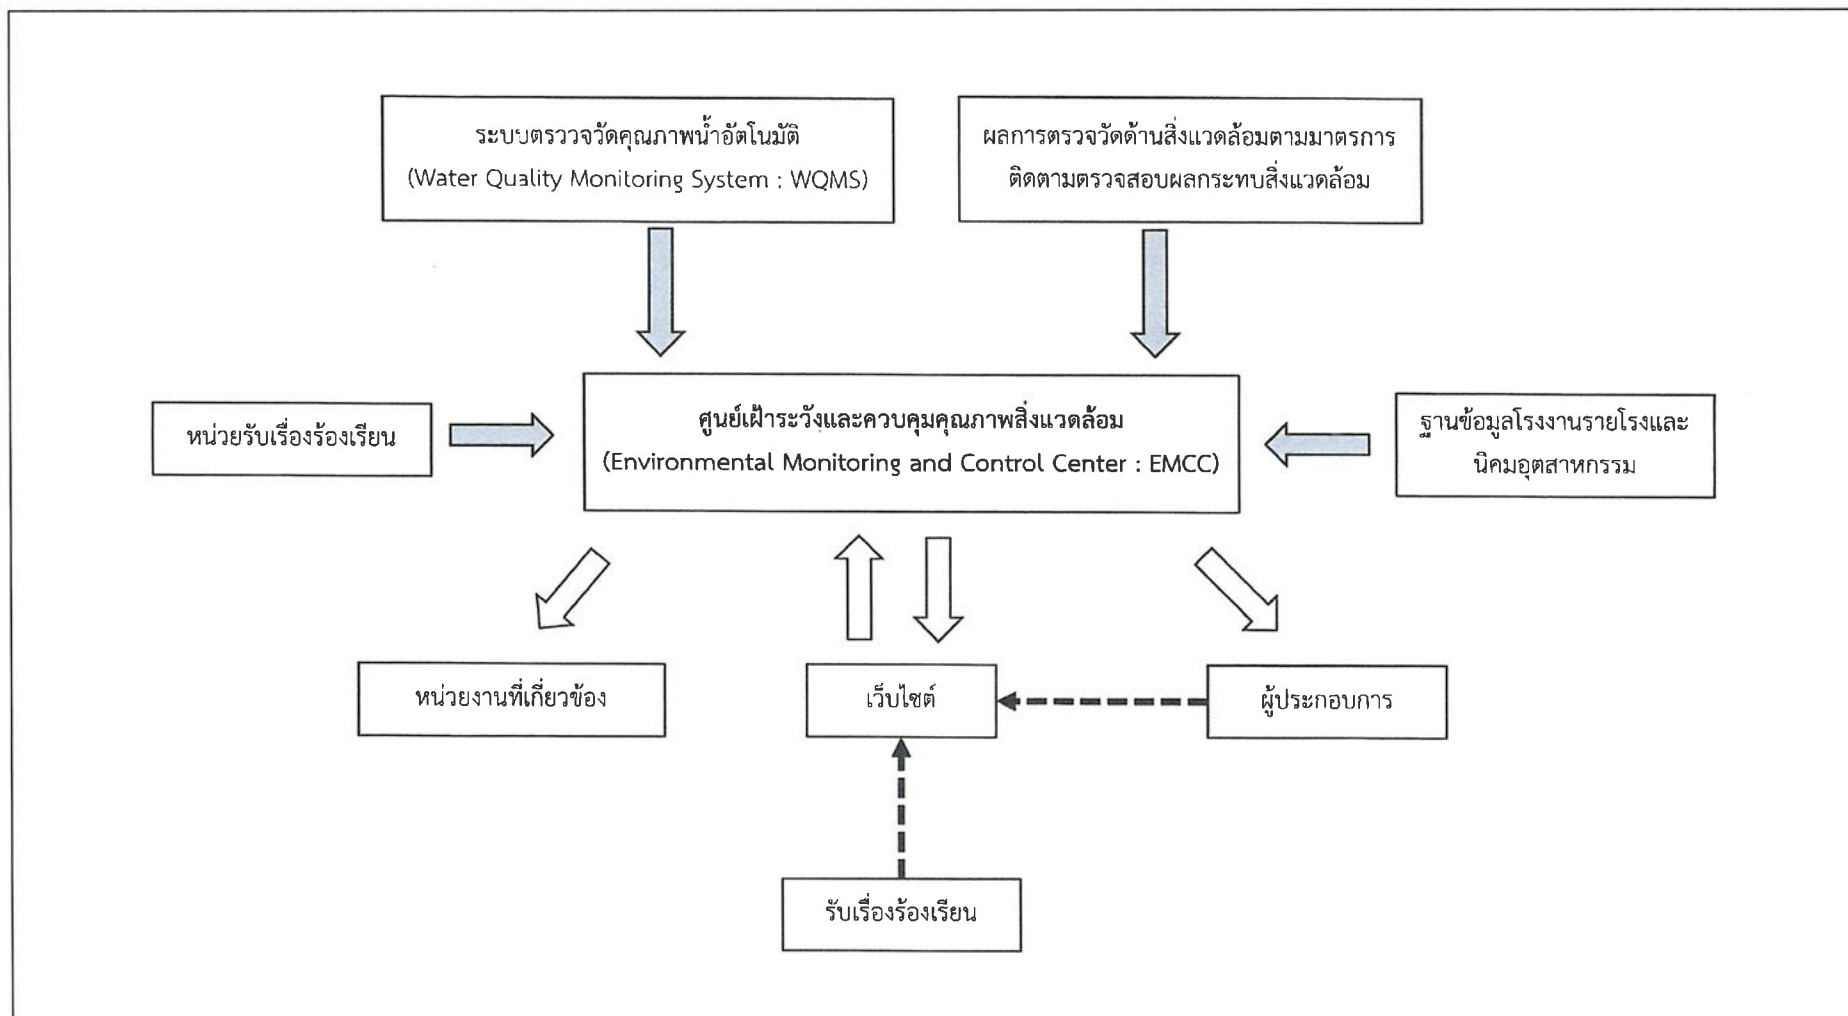 ระบบตรววจวัดคุณภาพน้ำอัตโนมัติ
(Water Quality Monitoring System : WQMS)
ผลการตรวจวัดด้านสิ่งแวดล้อมตามมาตรการ
ติดตามตรวจสอบผลกระทบสิ่งแวดล้อม
หน่วยรับเรื่องร้องเรียน
ศูนย์เฝ้าระวังและควบคุมคุณภาพสิ่งแวดล้อม
(Environmental Monitoring and Control Center : EMCC)
ฐานข้อมูลโรงงานรายโรงและ
นิคมอุตสาหกรรม
หน่วยงานที่เกี่ยวข้อง
เว็บไซต์
ผู้ประกอบการ
รับเรื่องร้องเรียน